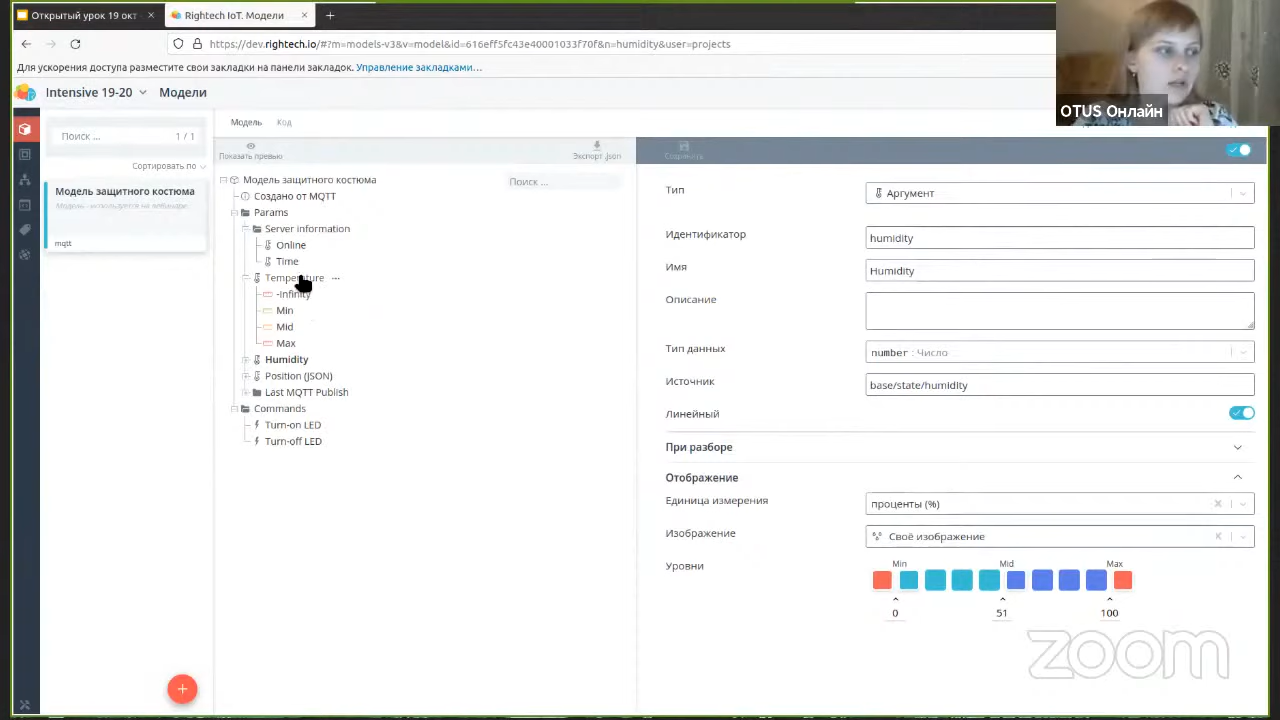 Открытый урок 19 окт
Rightech IoT. Модели
https://dev.rightech.io/#?m=models-v3&v=model&id=616eff5fc43e40001033f70f&n=humidity&user=projects
Для ускорения доступа разместите свои закладки на панели закладок. Управление закладками…
Intensive 19-20
Модели
OTUS Онлайн
Поиск ...
1 / 1
Сортировать по
Модель защитного костюма
Модель - используется на вебинаре
mqtt
Модель
Код
Показать превью
Экспорт .json
Поиск ...
Модель защитного костюма
Создано от MQTT
Params
Server information
Online
Time
Temperature
-Infinity
Min
Mid
Max
Humidity
Position (JSON)
Last MQTT Publish
Commands
Turn-on LED
Turn-off LED
Сохранить
Тип
Аргумент
Идентификатор
humidity
Имя
Humidity
Описание
Тип данных
number : Число
Источник
base/state/humidity
Линейный
При разборе
Отображение
Единица измерения
проценты (%)
Изображение
Своё изображение
Уровни
Min
Mid
Max
0
51
100
zoom